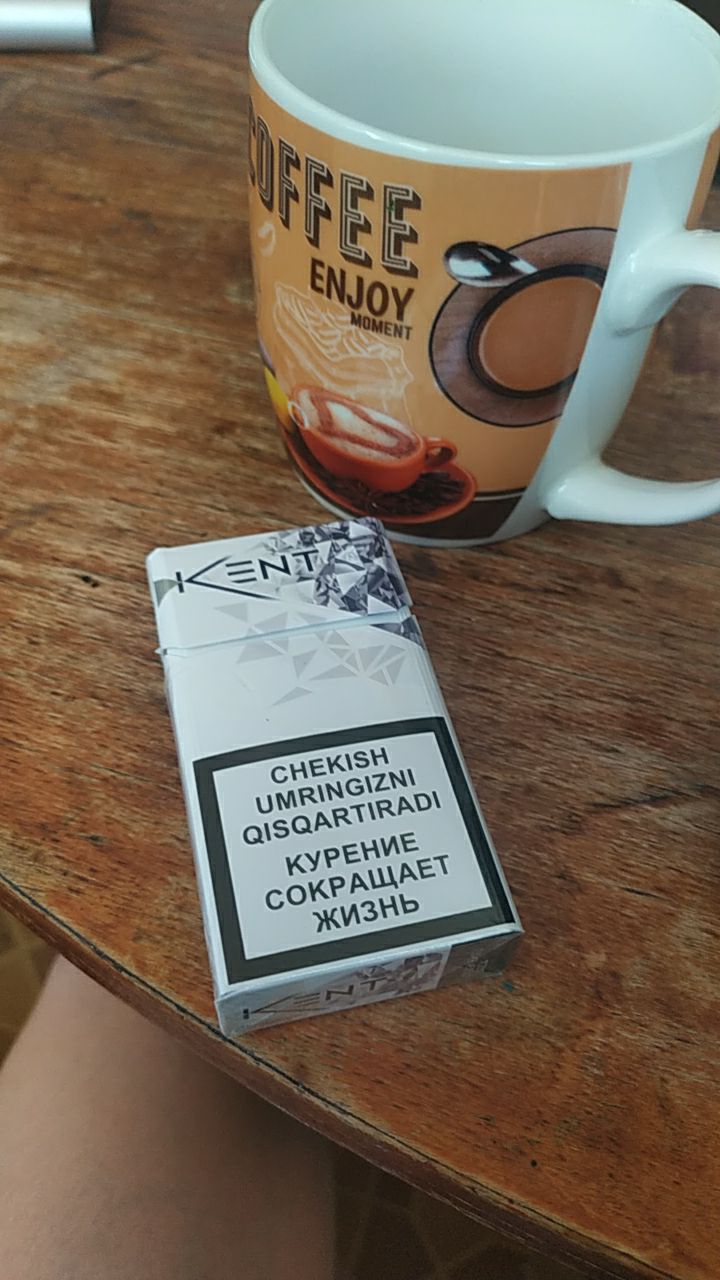 COFFEE
ENJOY
MOMENT
KENT
CHEKISH
UMRINGIZNI
QISQARTIRADI
КУРЕНИЕ
СОКРАЩАЕТ
ЖИЗНЬ
KENT